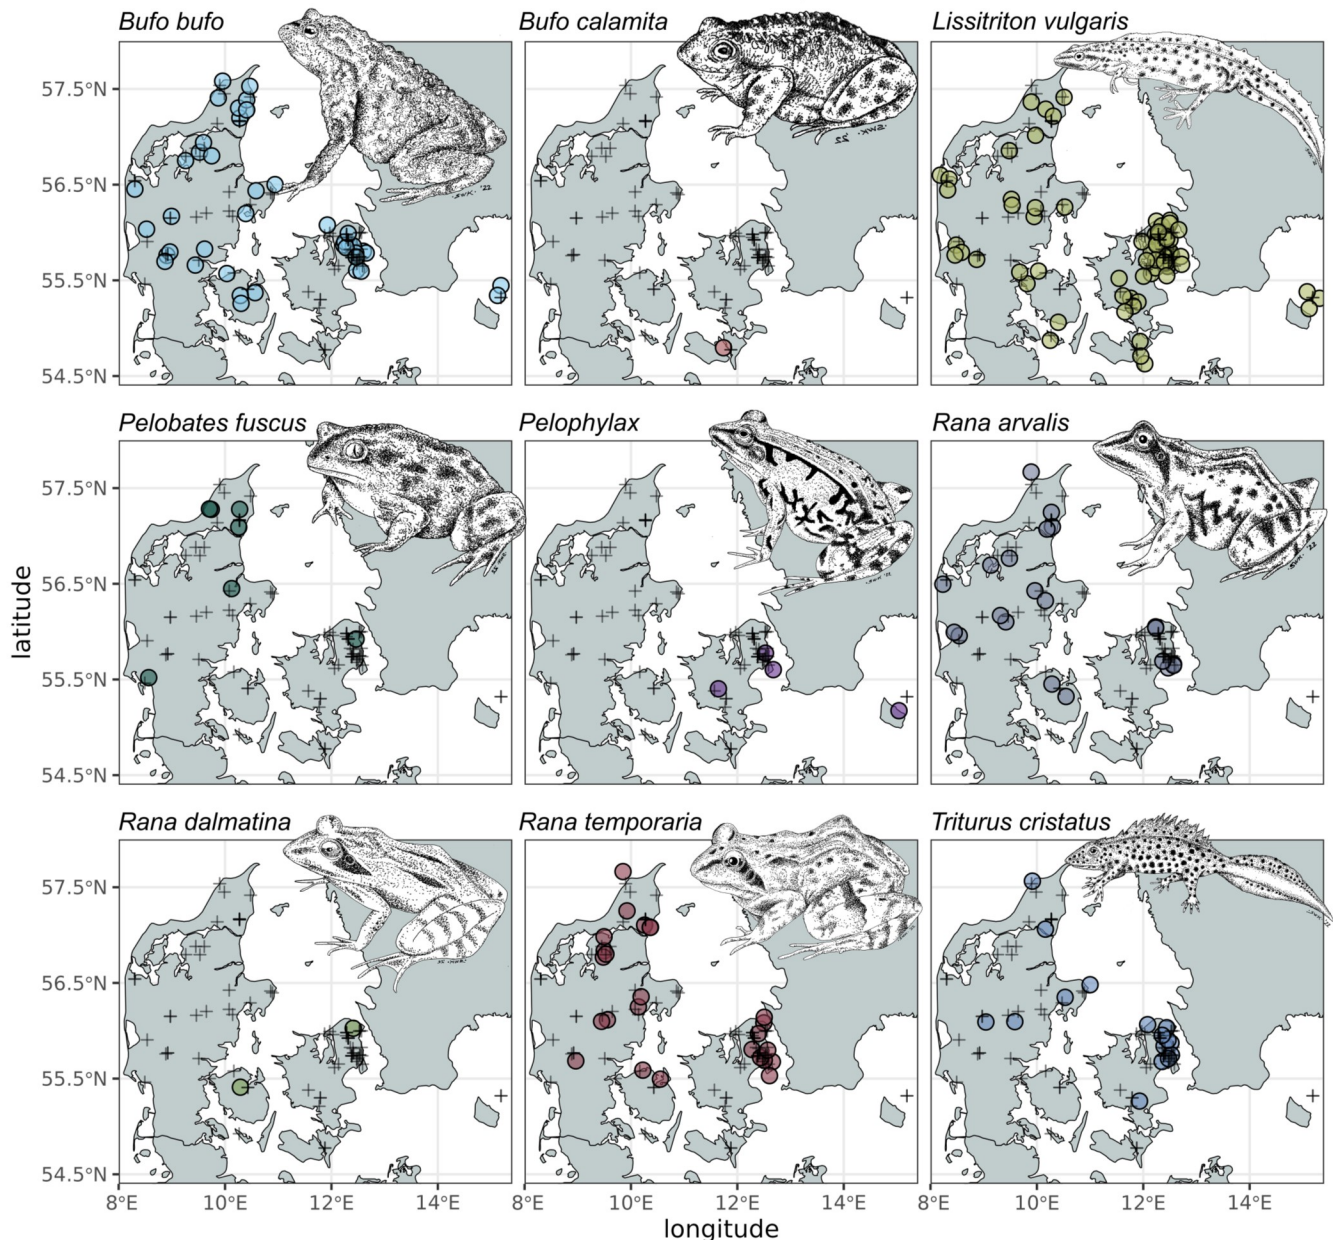 Bufo bufo
Bufo calamita
Lissitriton vulgaris
57.5°N
56.5°N
55.5°N
54.5°N
Pelobates fuscus
Pelophylax
Rana arvalis
57.5°N
56.5°N
55.5°N
54.5°N
latitude
Rana dalmatina
Rana temporaria
Triturus cristatus
57.5°N
56.5°N
55.5°N
54.5°N
8°E 10°E 12°E 14°E 8°E 10°E 12°E 14°E 8°E 10°E 12°E 14°E
longitude